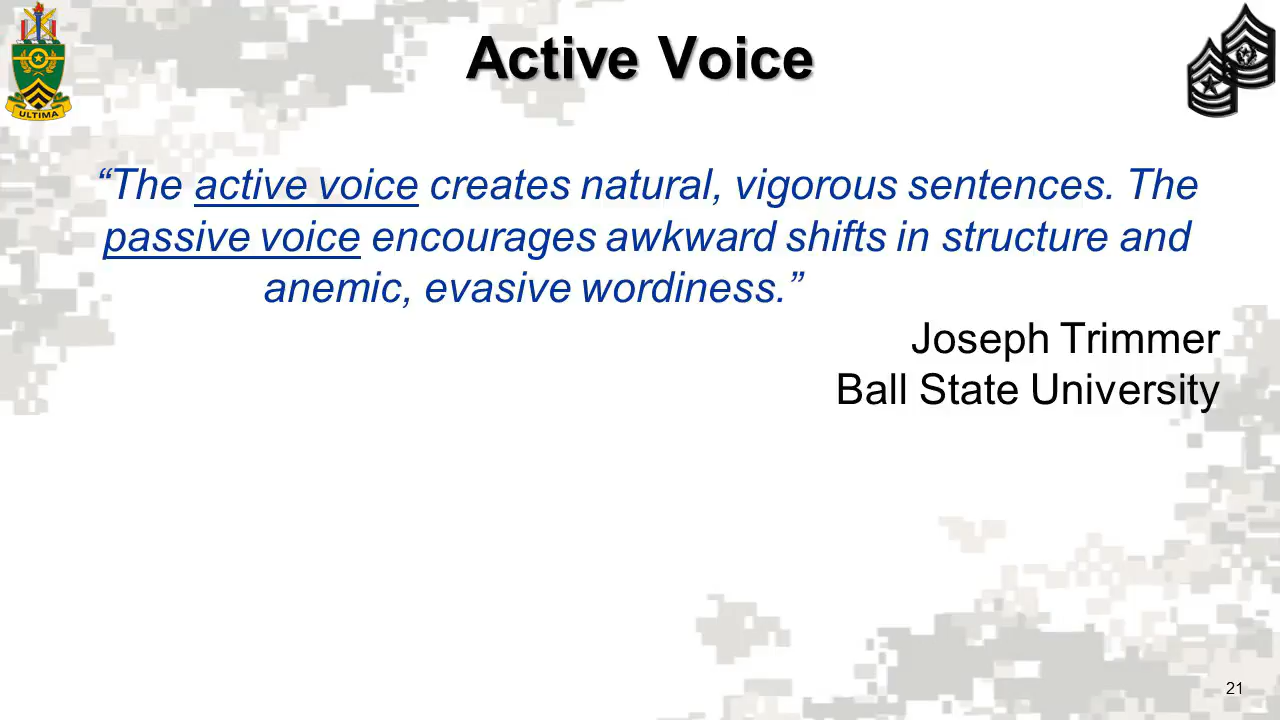 Active Voice
ULTIMA
“The active voice creates natural, vigorous sentences. The
passive voice encourages awkward shifts in structure and
anemic, evasive wordiness.”
Joseph Trimmer
Ball State University
21